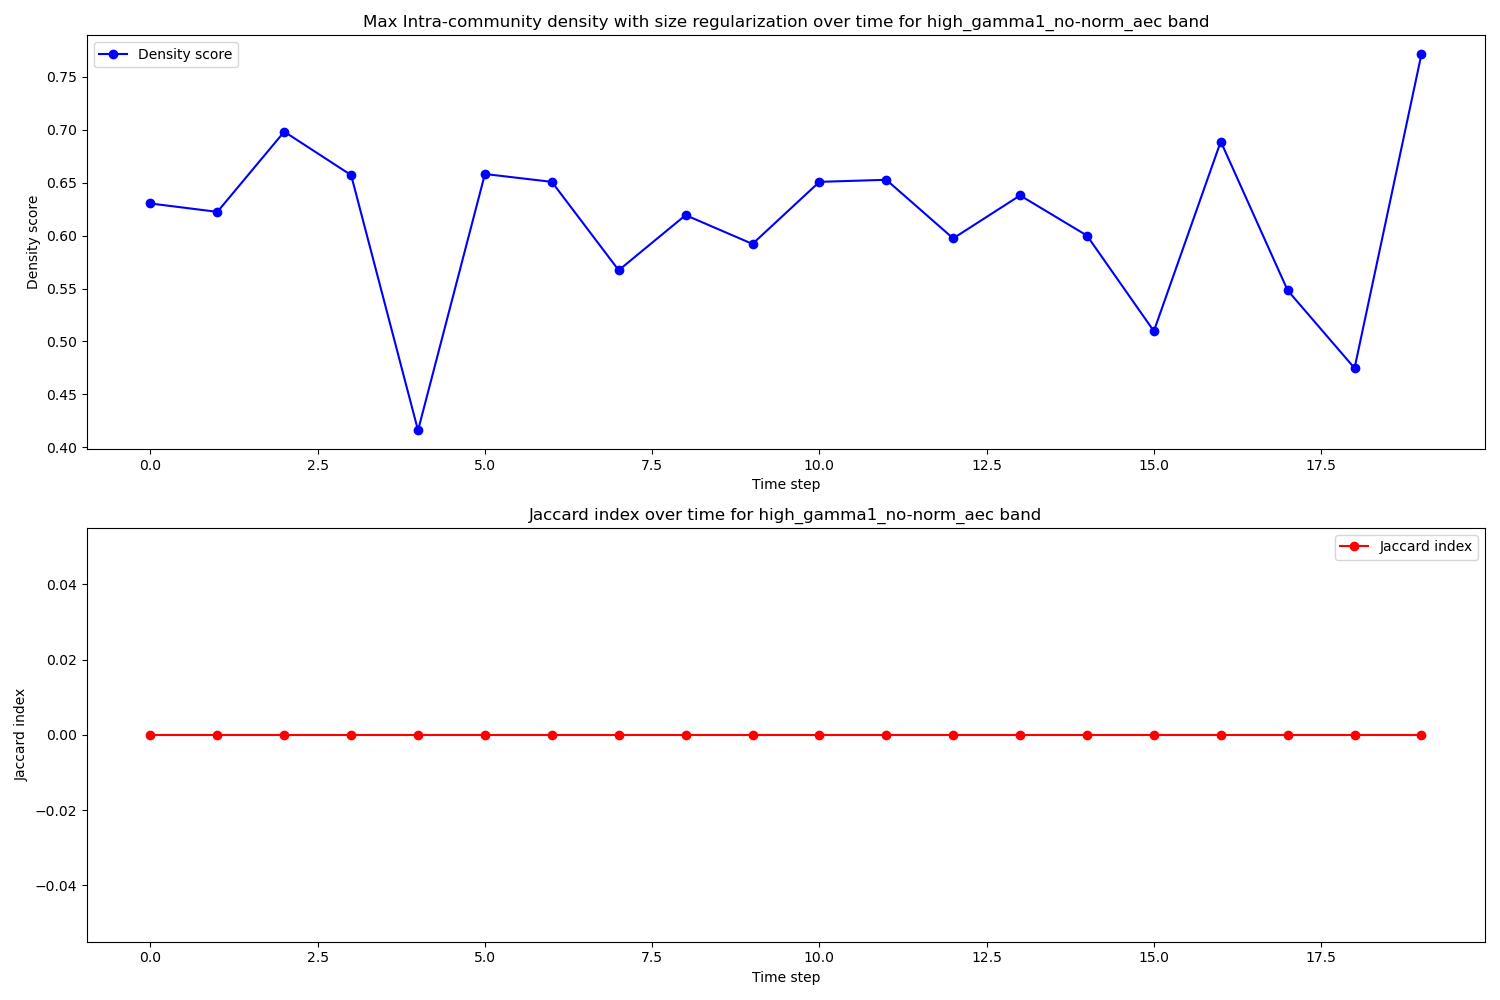 Max Intra-community density with size regularization over time for high_gamma1_no-norm_aec band
Density score
Density score
0.75
0.70
0.65
0.60
0.55
0.50
0.45
0.40
0.0 2.5 5.0 7.5 10.0 12.5 15.0 17.5
Time step
Jaccard index over time for high_gamma1_no-norm_aec band
Jaccard index
Jaccard index
0.04
0.02
0.00
−0.02
−0.04
0.0 2.5 5.0 7.5 10.0 12.5 15.0 17.5
Time step